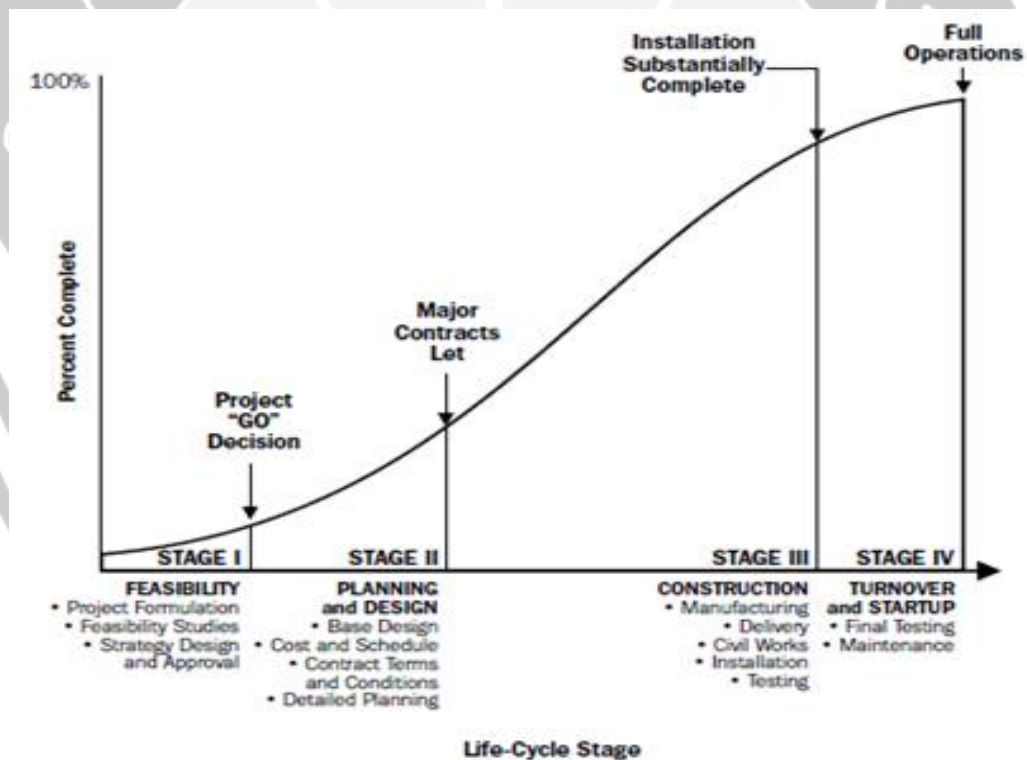 100%
Percent Complete
Project
“GO”
Decision
Major
Contracts
Let
Installation
Substantially
Complete
Full
Operations
STAGE I
FEASIBILITY
• Project Formulation
• Feasibility Studies
• Strategy Design
and Approval
STAGE II
PLANNING
and DESIGN
• Base Design
• Cost and Schedule
• Contract Terms
and Conditions
• Detailed Planning
STAGE III
CONSTRUCTION
• Manufacturing
• Delivery
• Civil Works
• Installation
• Testing
STAGE IV
TURNOVER
and STARTUP
• Final Testing
• Maintenance
Life-Cycle Stage